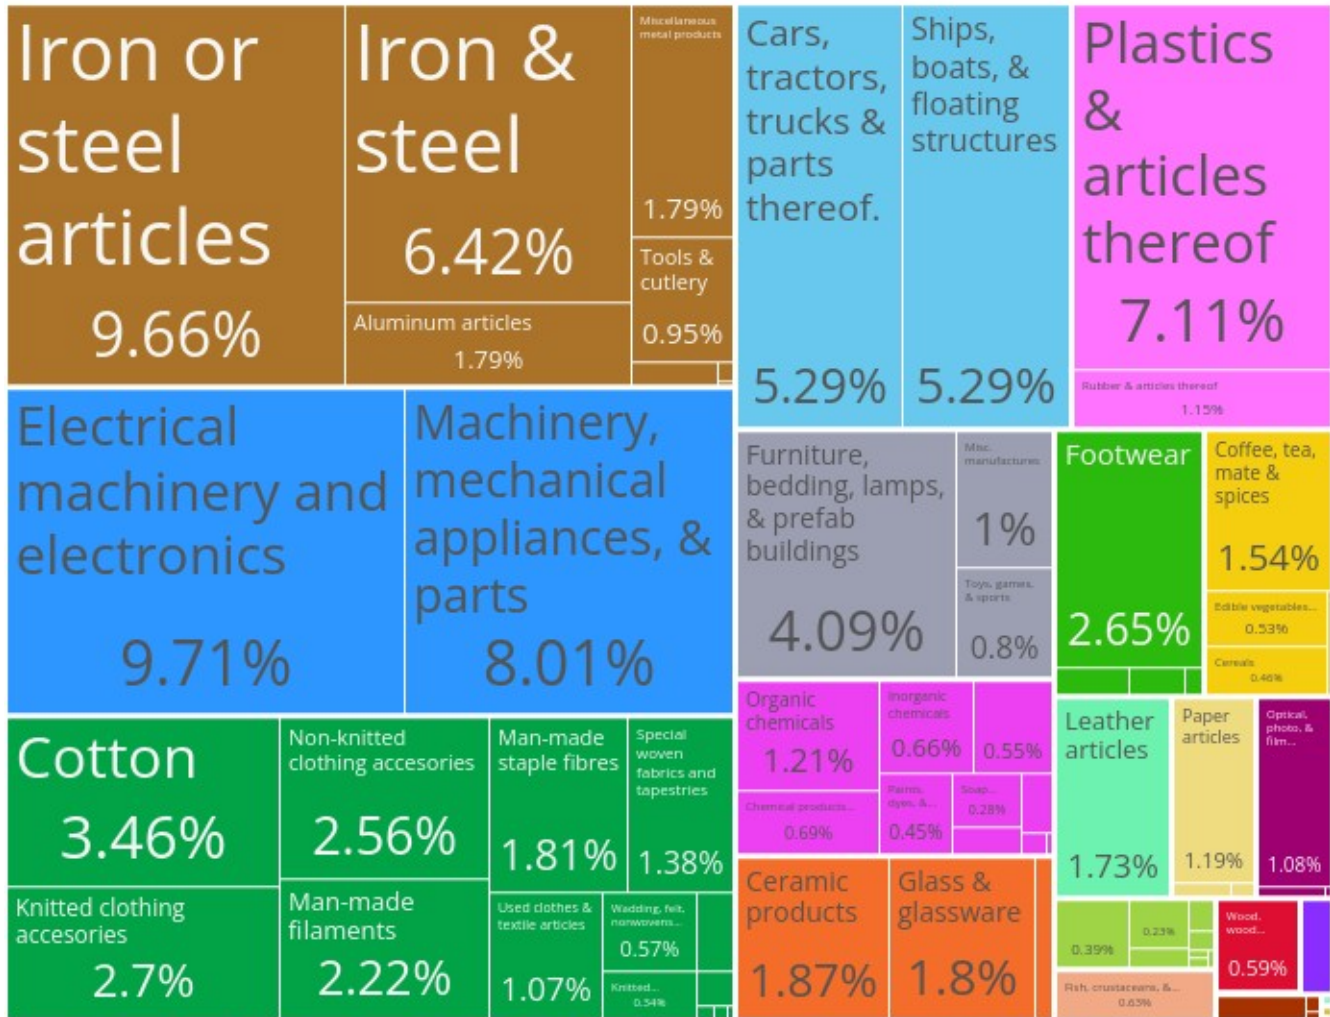 Iron or
steel
articles
9.66%
Iron &
steel
6.42%
Aluminum articles
1.79%
Miscellaneous
metal products
1.79%
Tools &
cutlery
0.95%
Electrical
machinery and
electronics
9.71%
Machinery,
mechanical
appliances, &
parts
8.01%
Cotton
3.46%
Knitted clothing
accesories
2.7%
Non-knitted
clothing accesories
2.56%
Man-made
filaments
2.22%
Man-made
staple fibres
1.81%
Special
woven
fabrics and
tapestries
1.38%
Used clothes &
textile articles
1.07%
Wadding, felt,
nonwovens...
0.57%
Knitted...
0.34%
Cars,
tractors,
trucks &
parts
thereof.
5.29%
Ships,
boats, &
floating
structures
5.29%
Plastics
&
articles
thereof
7.11%
Rubber & articles thereof
1.15%
Furniture,
bedding, lamps,
& prefab
buildings
4.09%
Misc.
manufactures
1%
Toys, games,
& sports
0.8%
Footwear
2.65%
Coffee, tea,
mate &
spices
1.54%
Edible vegetables...
0.53%
Cereals
0.46%
Organic
chemicals
1.21%
Chemical products...
0.69%
Inorganic
chemicals
0.66%
0.55%
Paints,
dyes, &...
0.45%
Soap...
0.28%
Ceramic
products
1.87%
Glass &
glassware
1.8%
Leather
articles
1.73%
Paper
articles
1.19%
Optical,
photo, &
film...
1.08%
0.39%
0.23%
Fish, crustaceans, &...
0.63%
Wood,
wood...
0.59%